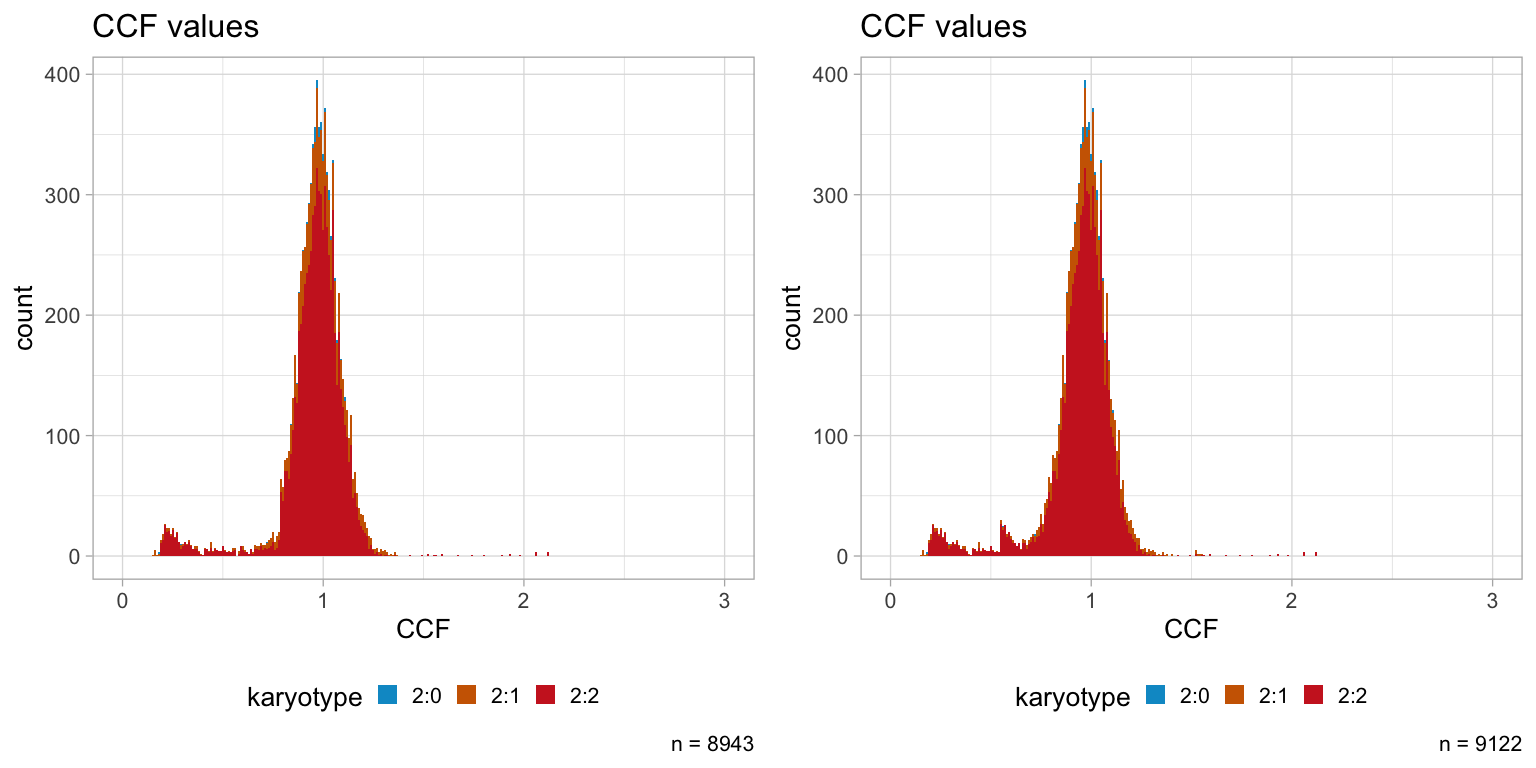 CCF values
400
300
200
100
0
count
0 1 2 3
CCF
karyotype 2:0 2:1 2:2
n = 8943
CCF values
400
300
200
100
0
count
0 1 2 3
CCF
karyotype 2:0 2:1 2:2
n = 9122